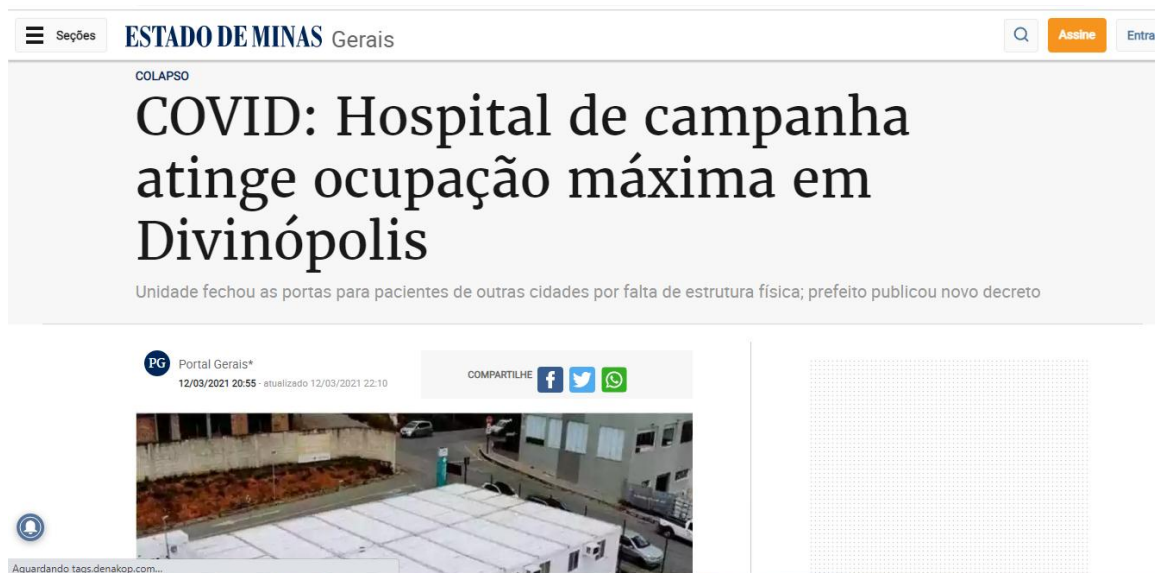 Seções
ESTADO DE MINAS Gerais
Assine
Entra
COLAPSO
COVID: Hospital de campanha
atinge ocupação máxima em
Divinópolis
Unidade fechou as portas para pacientes de outras cidades por falta de estrutura física; prefeito publicou novo decreto
PG
Portal Gerais*
12/03/2021 20:55 - atualizado 12/03/2021 22:10
COMPARTILHE
Aguardando tags.denakop.com...